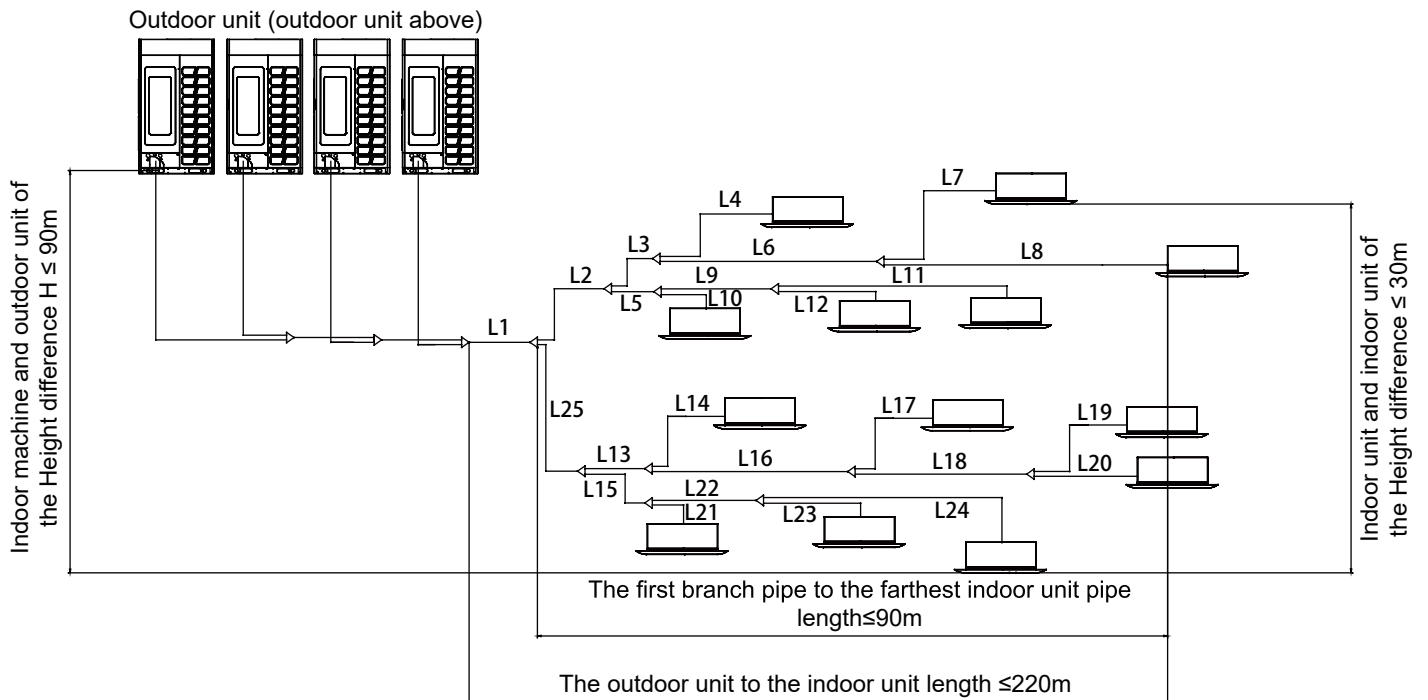 Outdoor unit (outdoor unit above)
Indoor machine and outdoor unit of
the Height difference H ≤ 90m
L7
L4
L3
L6
L8
L2
L9
L11
L5
L10
L12
L1
Indoor unit and indoor unit of
the Height difference ≤ 30m
L25
L14
L17
L19
L13
L16
L18
L20
L15
L22
L21
L23
L24
The first branch pipe to the farthest indoor unit pipe
length≤90m
The outdoor unit to the indoor unit length ≤220m